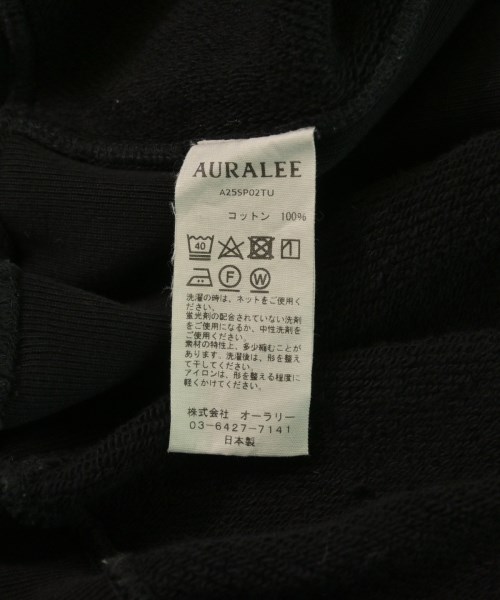 AURALEE
A25SP02TU
コットン 100%
40
F W
洗濯の時は、ネットをご使用く
ださい。
蛍光剤の配合されていない洗剤
をご使用になるか、中性洗剤を
ご使用ください。
素材の特性上、多少縮むことが
あります。洗濯後は、形を整え
て干してください。
アイロンは、形を整える程度に
軽くかけてください。
株式会社 オーラリー
03-6427-7141
日本製